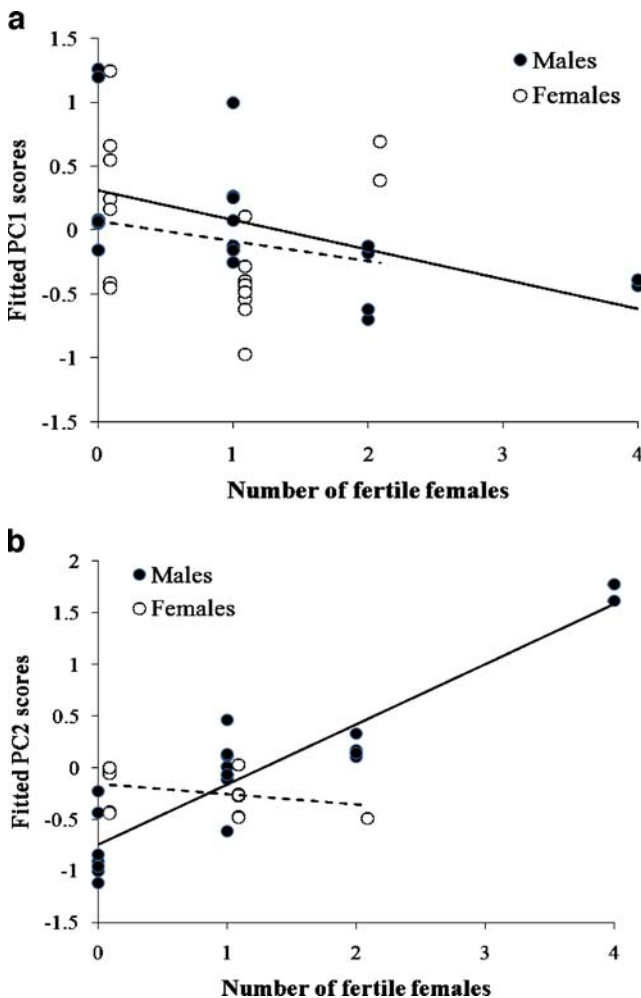 a
1.5
Males
Females
1
0.5
0
-0.5
-1
-1.5
Fitted PC1 scores
0 1 2 3 4
Number of fertile females
b
2
Males
Females
1.5
1
0.5
0
-0.5
-1
-1.5
Fitted PC2 scores
0 1 2 3 4
Number of fertile females